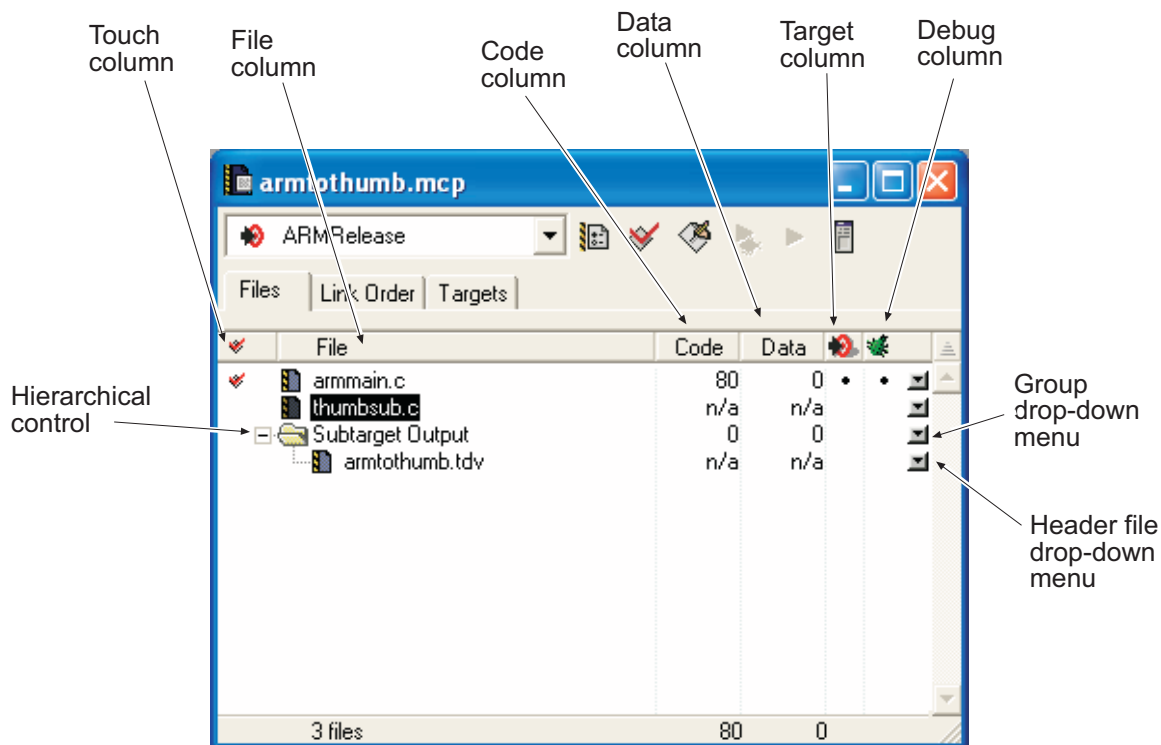 Touch
column
File
column
Code
column
Data
column
Target
column
Debug
column
armtothumb.mcp
ARMRelease
Files
Link Order
Targets
File
Code
Data
armmain.c
80
0
thumbsub.c
n/a
n/a
Subtarget Output
0
0
armtothumb.tdv
n/a
n/a
Hierarchical
control
Group
drop-down
menu
Header file
drop-down
menu
3 files
80
0